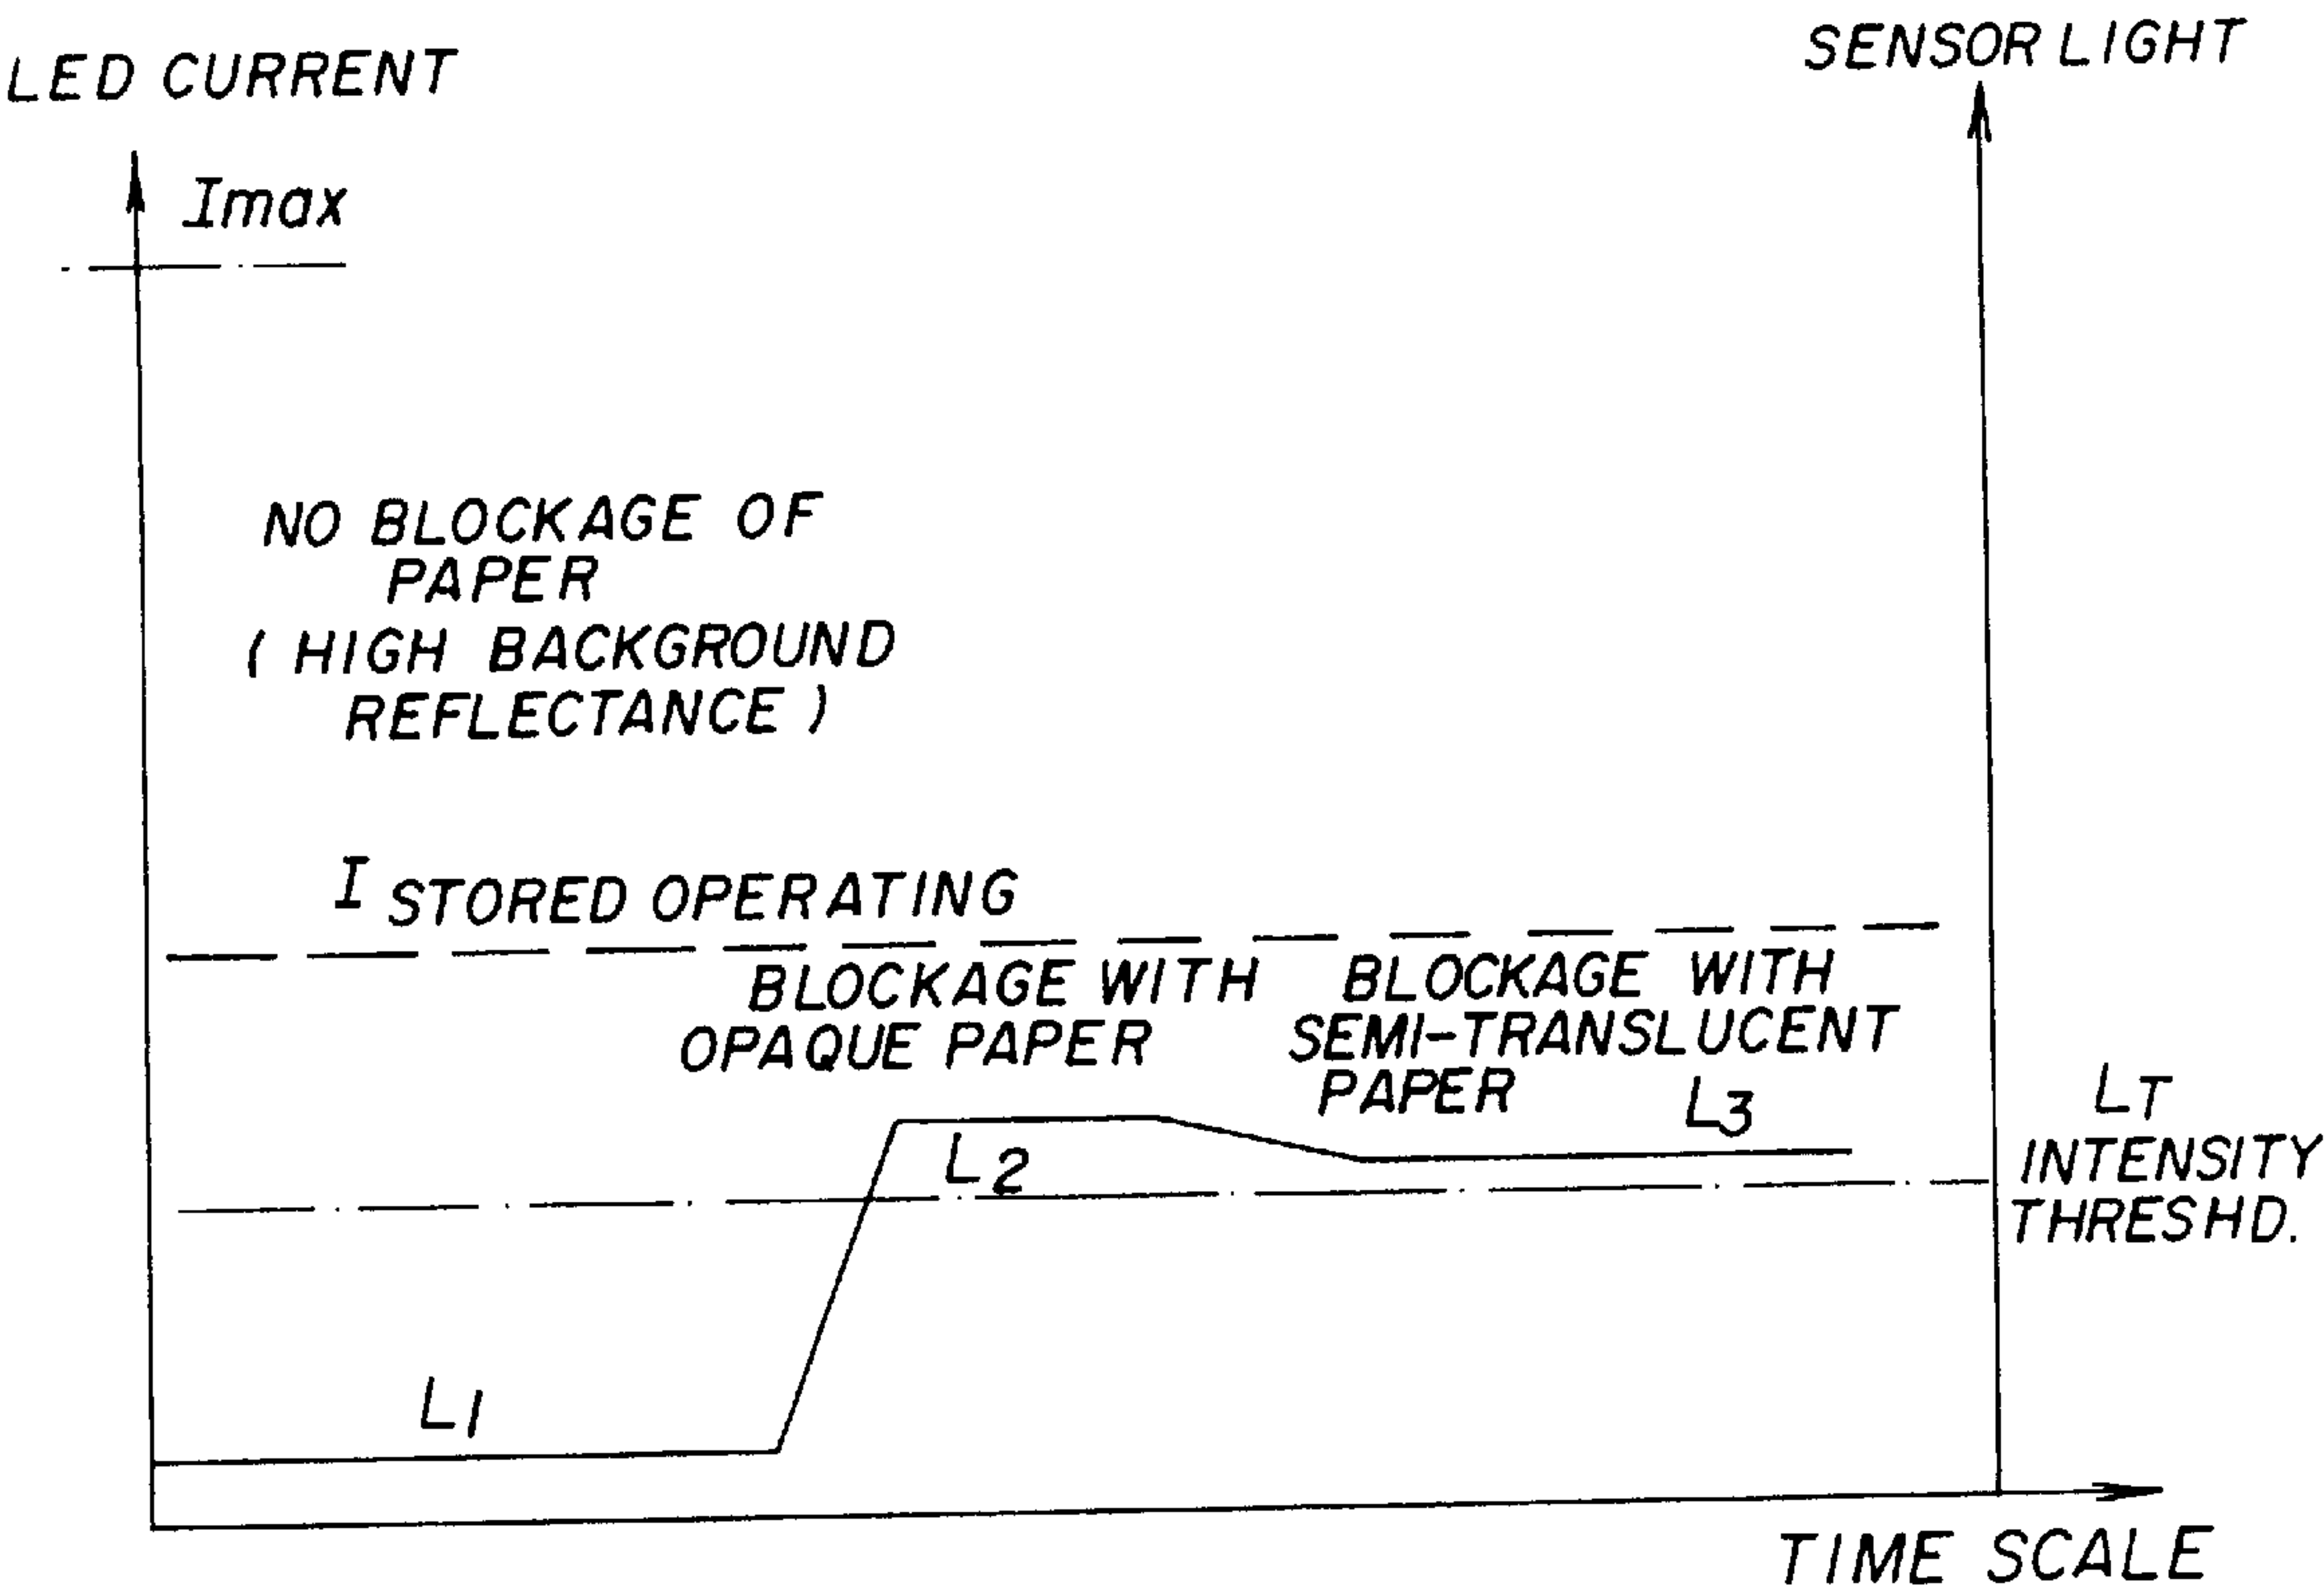 LED CURRENT
SENSOR LIGHT
Imax
NO BLOCKAGE OF
PAPER
( HIGH BACKGROUND
REFLECTANCE )
I STORED OPERATING
BLOCKAGE WITH
OPAQUE PAPER
BLOCKAGE WITH
SEMI-TRANSLUCENT
PAPER
L3
LT
INTENSITY
THRESHD.
L2
L1
TIME SCALE